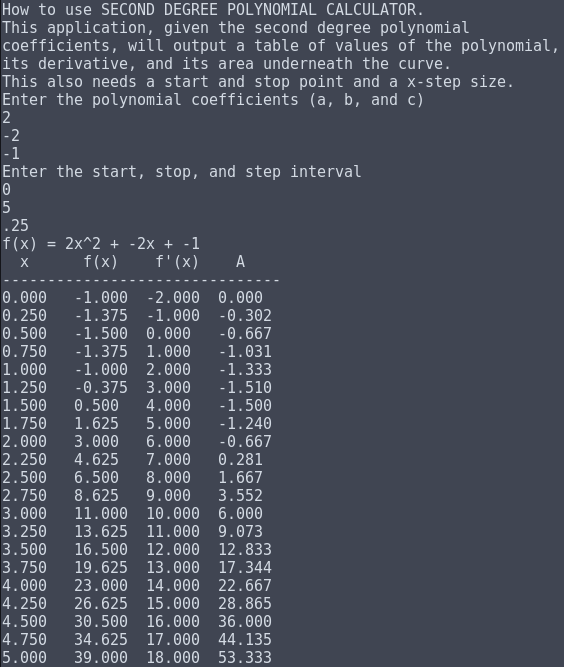 How to use SECOND DEGREE POLYNOMIAL CALCULATOR.
This application, given the second degree polynomial
coefficients, will output a table of values of the polynomial,
its derivative, and its area underneath the curve.
This also needs a start and stop point and a x-step size.
Enter the polynomial coefficients (a, b, and c)
2
-2
-1
Enter the start, stop, and step interval
0
5
.25
f(x) = 2x^2 + -2x + -1
  x      f(x)    f'(x)    A
-------------------------------
0.000   -1.000  -2.000  0.000
0.250   -1.375  -1.000  -0.302
0.500   -1.500  0.000   -0.667
0.750   -1.375  1.000   -1.031
1.000   -1.000  2.000   -1.333
1.250   -0.375  3.000   -1.510
1.500   0.500   4.000   -1.500
1.750   1.625   5.000   -1.240
2.000   3.000   6.000   -0.667
2.250   4.625   7.000   0.281
2.500   6.500   8.000   1.667
2.750   8.625   9.000   3.552
3.000   11.000  10.000  6.000
3.250   13.625  11.000  9.073
3.500   16.500  12.000  12.833
3.750   19.625  13.000  17.344
4.000   23.000  14.000  22.667
4.250   26.625  15.000  28.865
4.500   30.500  16.000  36.000
4.750   34.625  17.000  44.135
5.000   39.000  18.000  53.333